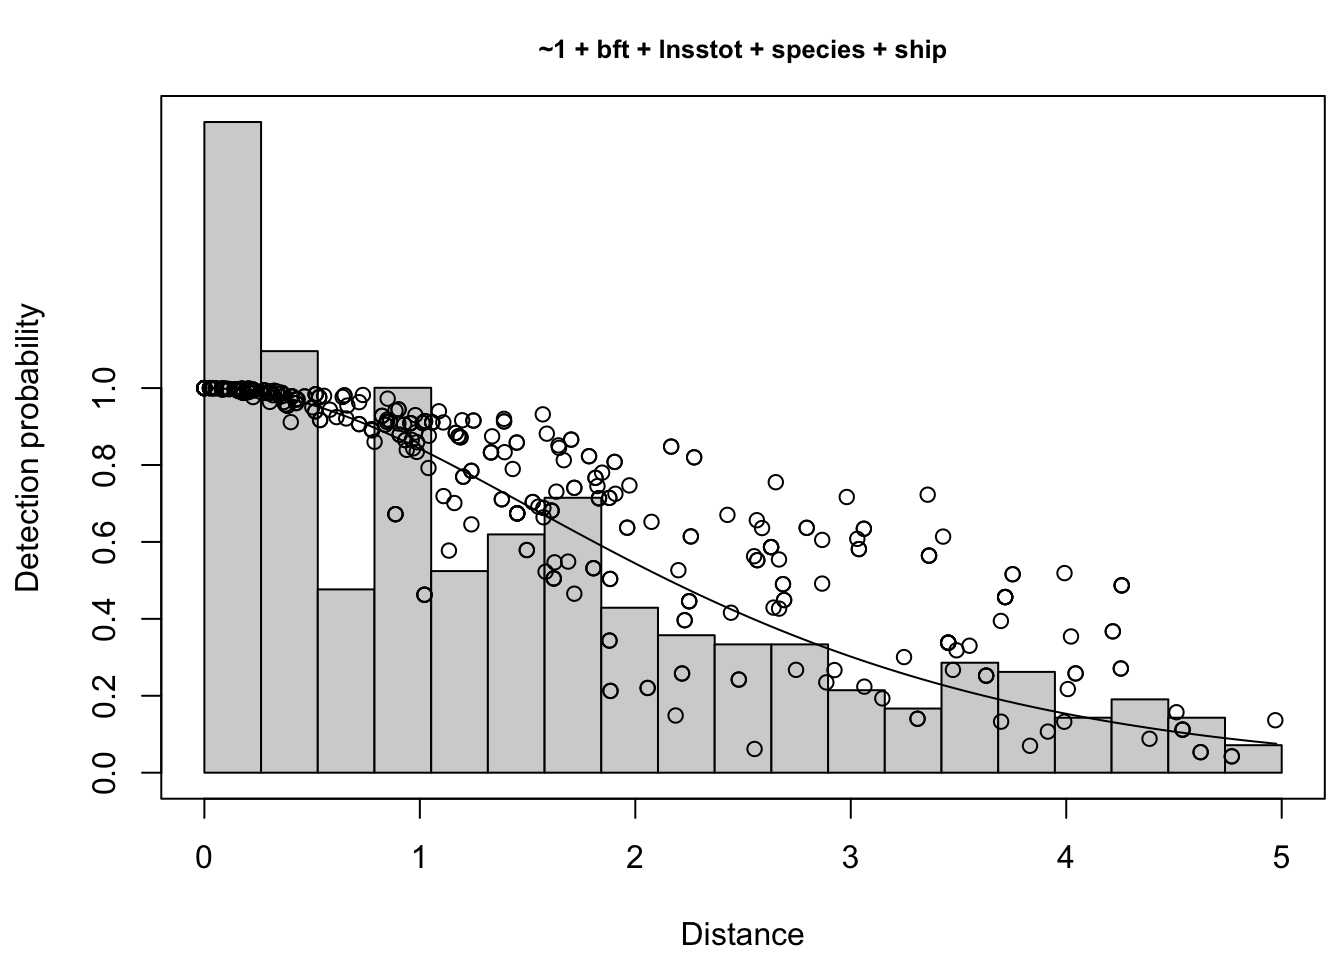 ~1 + bft + lnsstot + species + ship
Detection probability
1.0
0.8
0.6
0.4
0.2
0.0
0 1 2 3 4 5
Distance